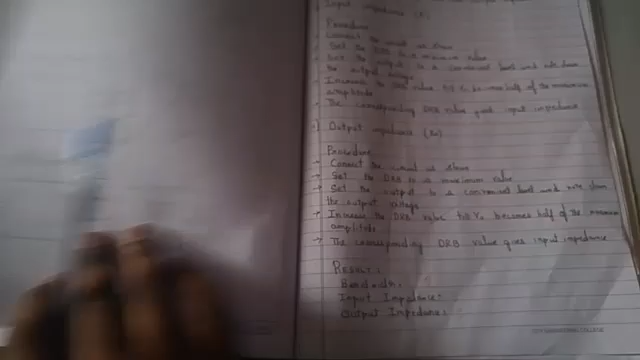 Input impedance (Ri)
Procedure
Connect the circuit as shown
Set the DRB to a minimum value
Set the output to a convenient level and note down
the output voltage
Increase the DRB value till Vo becomes half of the maximum
amplitude
→ The corresponding DRB value gives input impedance
Output impedance (Ro)
Procedure
→ Connect the circuit as shown
→ Set the DRB to a maximum value
→ Set the output to a convenient level and note down
the output voltage
→ Increase the DRB value till Vo becomes half of the maximum
amplitude
→ The corresponding DRB value gives input impedance
RESULT:
Input Impedance:
Output Impedance: